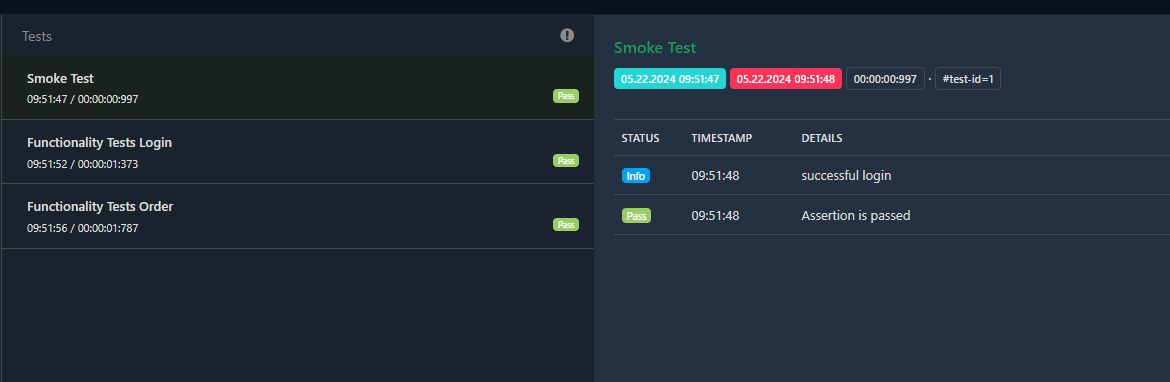 Tests
Smoke Test
09:51:47 / 00:00:00:997
Pass
Functionality Tests Login
09:51:52 / 00:00:01:373
Pass
Functionality Tests Order
09:51:56 / 00:00:01:787
Pass
Smoke Test
05.22.2024 09:51:47 05.22.2024 09:51:48 00:00:00:997 · #test-id=1
STATUS TIMESTAMP DETAILS
Info 09:51:48 successful login
Pass 09:51:48 Assertion is passed